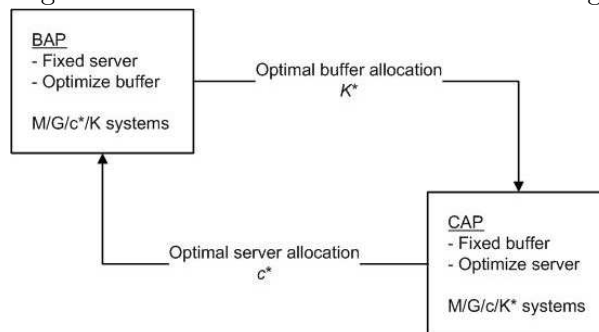 BAP
- Fixed server
- Optimize buffer
M/G/c*/K systems
Optimal buffer allocation
K*
CAP
- Fixed buffer
- Optimize server
M/G/c/K* systems
Optimal server allocation
c*